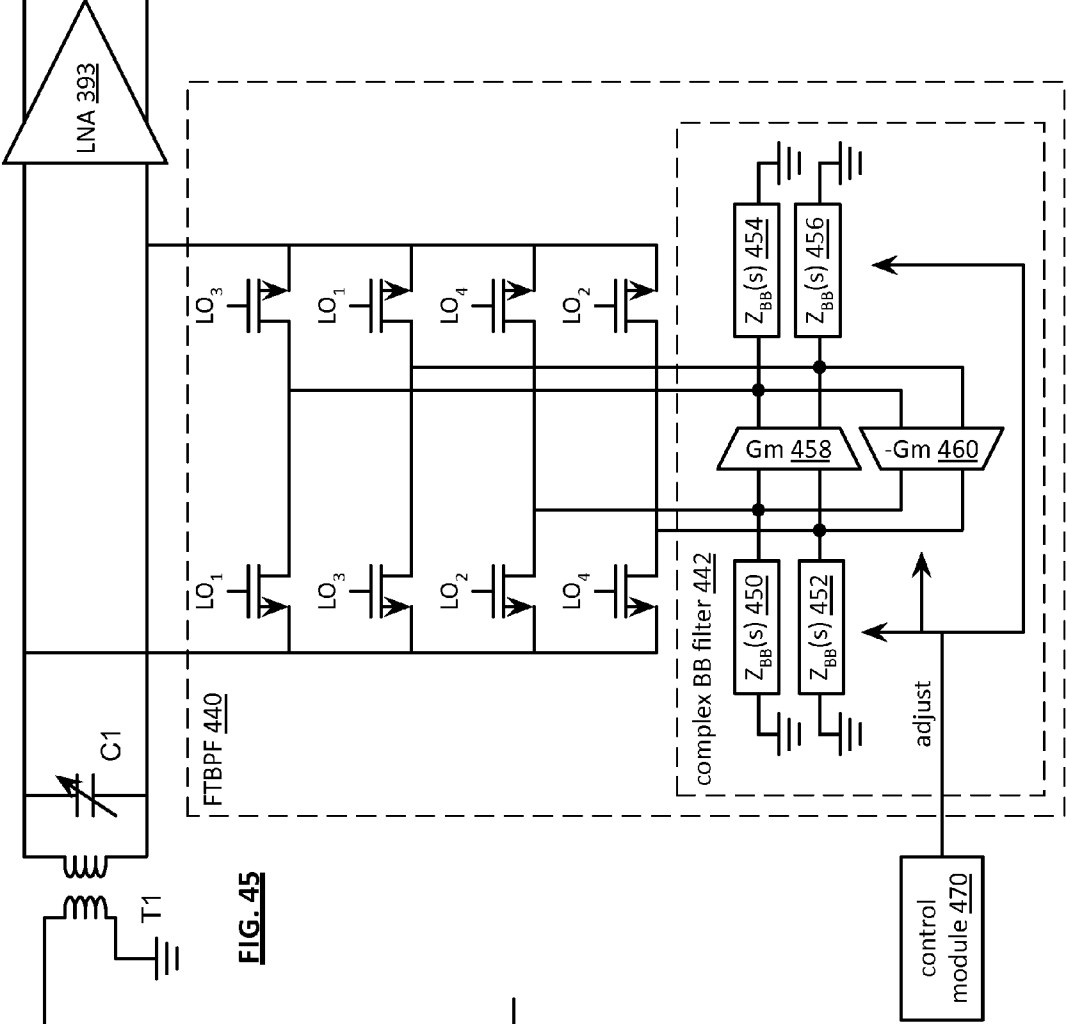 LNA 393
LO3
LO1
LO4
LO2
ZBB(s) 454
ZBB(s) 456
Gm 458
-Gm 460
LO1
LO3
LO2
LO4
ZBB(s) 450
ZBB(s) 452
complex BB filter 442
FTBPF 440
adjust
C1
T1
FIG. 45
control
module 470